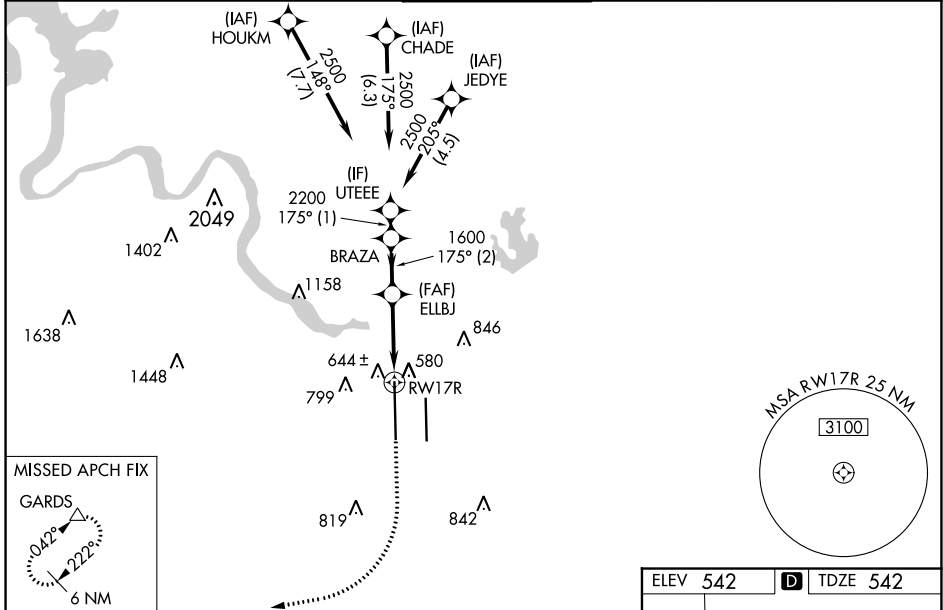 (IAF)
HOUKM
2500
148°
(7.7)
(IAF)
CHADE
2500
175°
(6.3)
(IAF)
JEDYE
2500
205°
(4.5)
(IF)
UTEEE
2200
175° (1)
BRAZA
1600
175° (2)
(FAF)
ELLBJ
2049
1402
1158
1638
1448
846
644 ±
580
799
RW17R
819
842
MISSED APCH FIX
GARDS
042°
222°
6 NM
MSA RW17R 25 NM
3100
ELEV 542 D TDZE 542